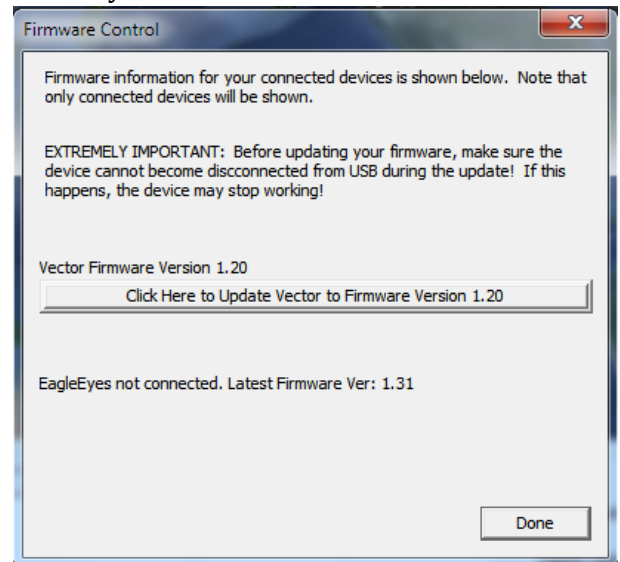 Firmware Control
Firmware information for your connected devices is shown below.  Note that
only connected devices will be shown.
EXTREMELY IMPORTANT:  Before updating your firmware, make sure the
device cannot become discconnected from USB during the update!  If this
happens, the device may stop working!
Vector Firmware Version 1.20
Click Here to Update Vector to Firmware Version 1.20
EagleEyes not connected. Latest Firmware Ver: 1.31
Done